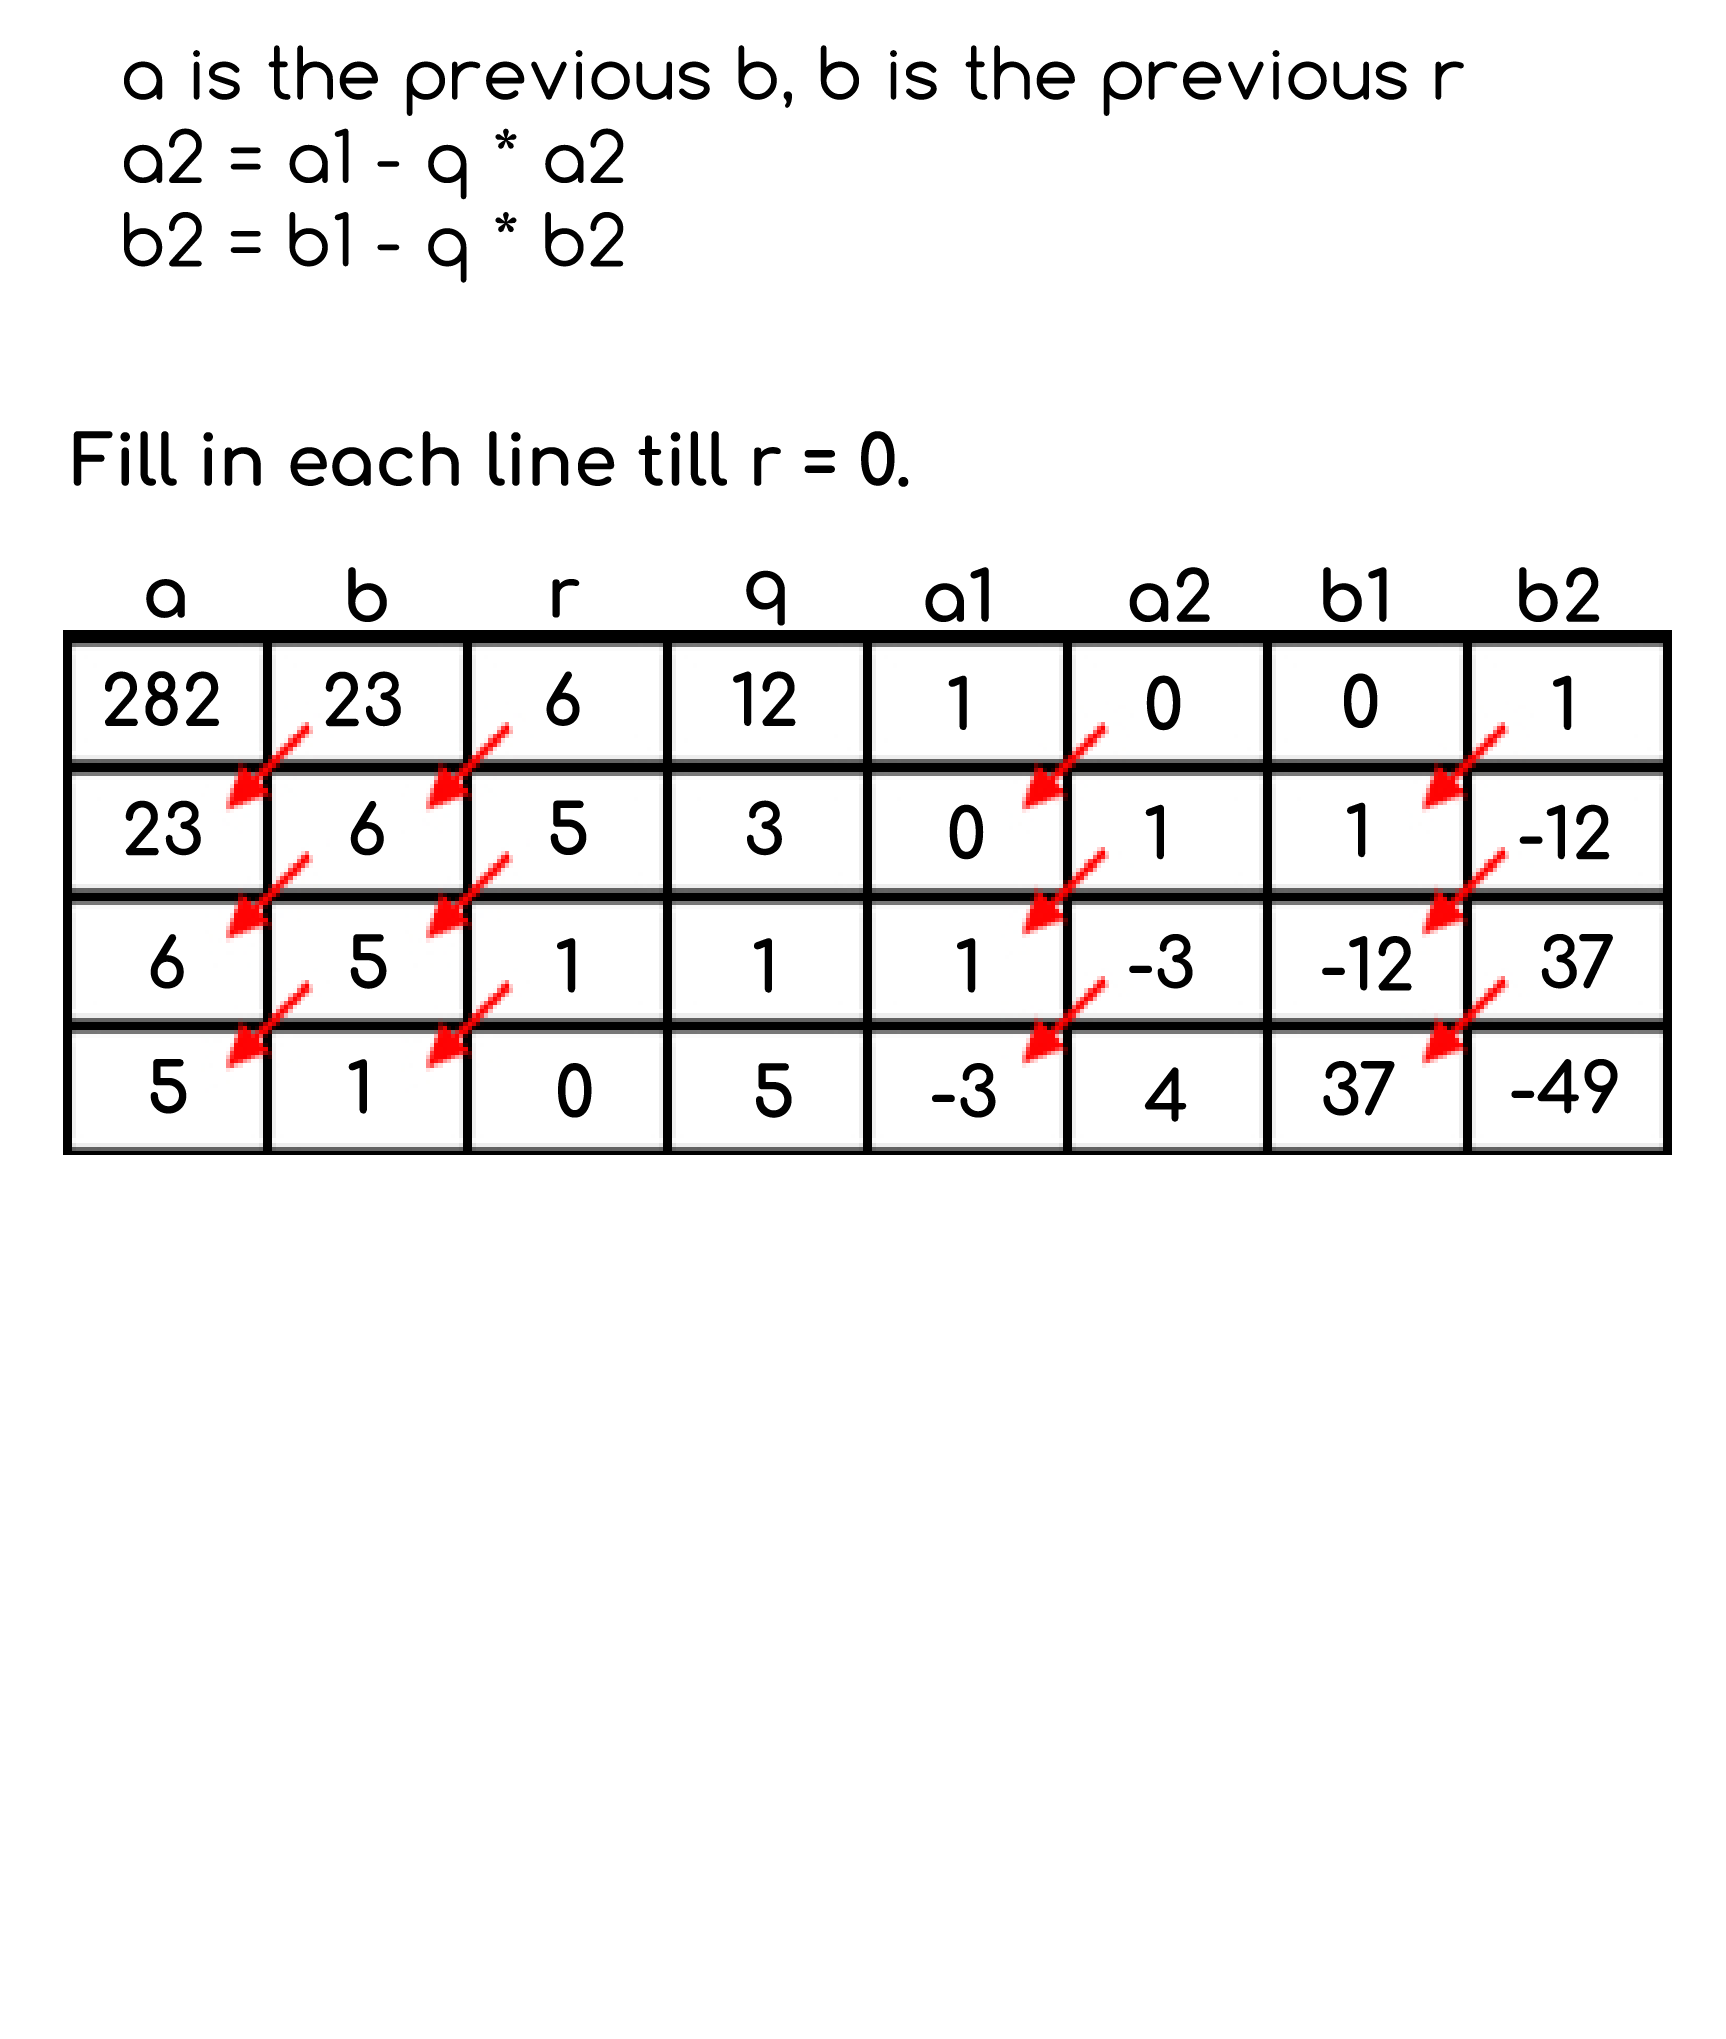 a is the previous b, b is the previous r
a2 = a1 - q * a2
b2 = b1 - q * b2
Fill in each line till r = 0.
a b r q a1 a2 b1 b2
282 23 6 12 1 0 0 1
23 6 5 3 0 1 1 -12
6 5 1 1 1 -3 -12 37
5 1 0 5 -3 4 37 -49